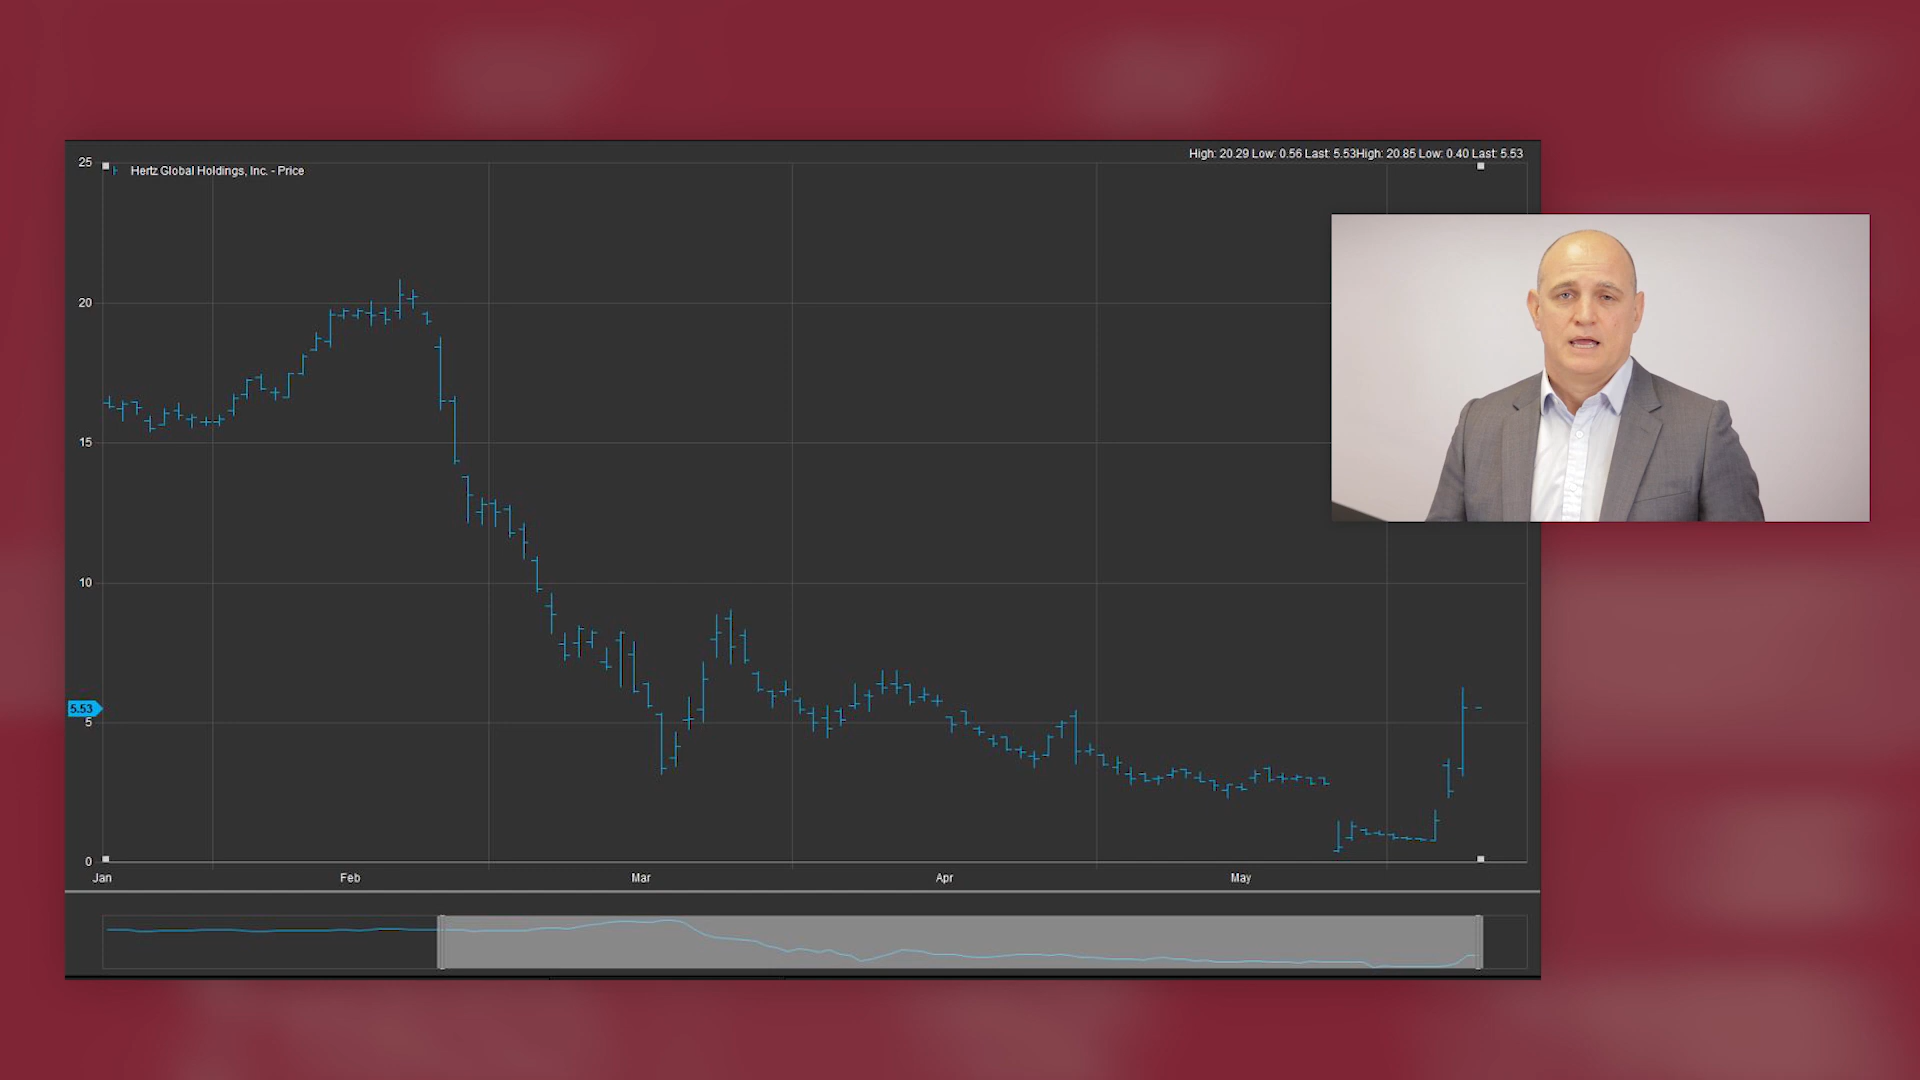 High: 20.29 Low: 0.56 Last: 5.53High: 20.85 Low: 0.40 Last: 5.53
25
Hertz Global Holdings, Inc. - Price
20
15
10
5.53
5
0
Jan Feb Mar Apr May